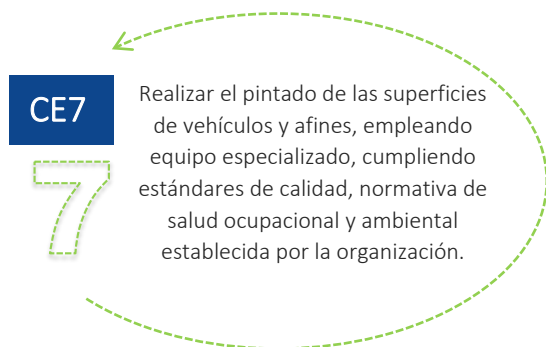 CE7
7
Realizar el pintado de las superficies
de vehículos y afines, empleando
equipo especializado, cumpliendo
estándares de calidad, normativa de
salud ocupacional y ambiental
establecida por la organización.